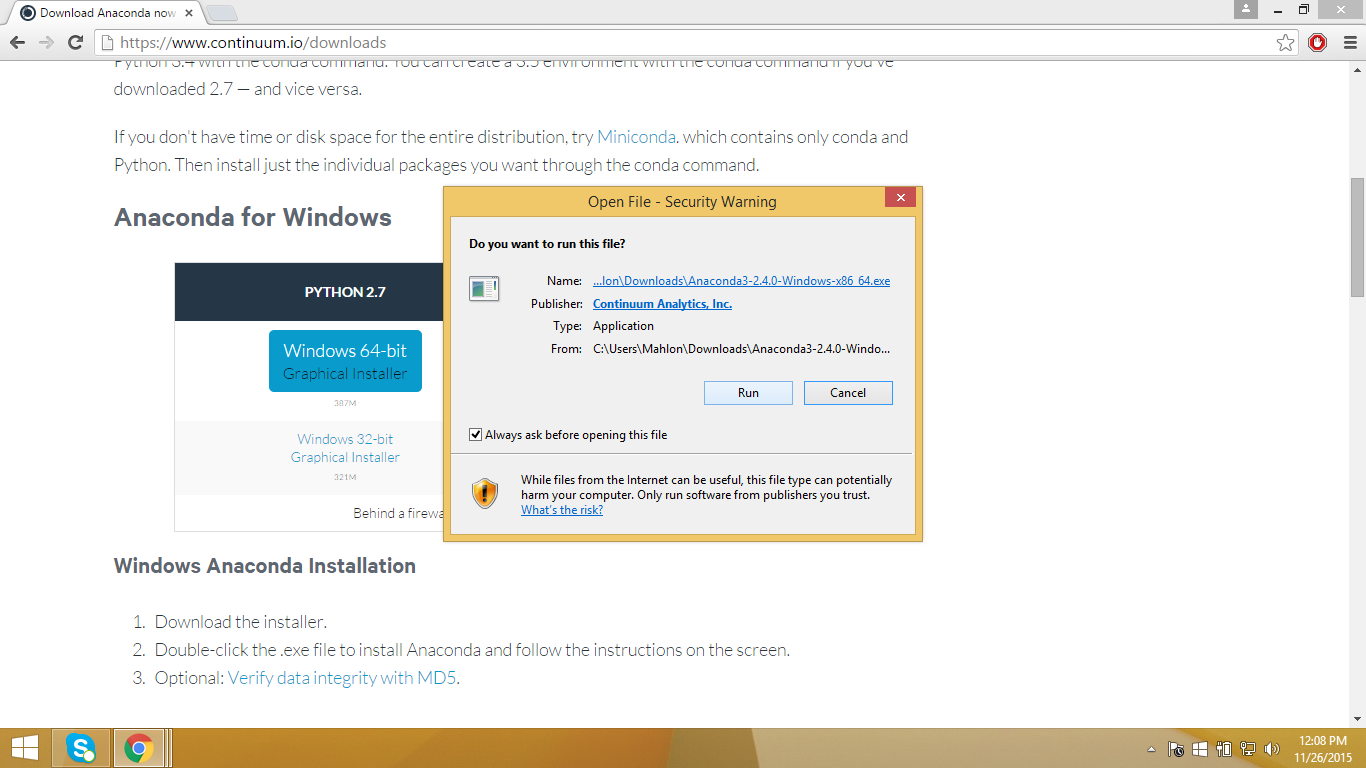 Download Anaconda now
https://www.continuum.io/downloads
Python 3.4 with the conda command. You can create a 3.5 environment with the conda command if you've
downloaded 2.7 — and vice versa.
If you don't have time or disk space for the entire distribution, try Miniconda. which contains only conda and
Python. Then install just the individual packages you want through the conda command.
Anaconda for Windows
PYTHON 2.7
Windows 64-bit
Graphical Installer
387M
Windows 32-bit
Graphical Installer
321M
Behind a firewa
Open File - Security Warning
Do you want to run this file?
Name: ...lon\Downloads\Anaconda3-2.4.0-Windows-x86_64.exe
Publisher: Continuum Analytics, Inc.
Type: Application
From: C:\Users\Mahlon\Downloads\Anaconda3-2.4.0-Windo...
Run Cancel
Always ask before opening this file
While files from the Internet can be useful, this file type can potentially
harm your computer. Only run software from publishers you trust.
What's the risk?
Windows Anaconda Installation
1. Download the installer.
2. Double-click the .exe file to install Anaconda and follow the instructions on the screen.
3. Optional: Verify data integrity with MD5.
12:08 PM
11/26/2015